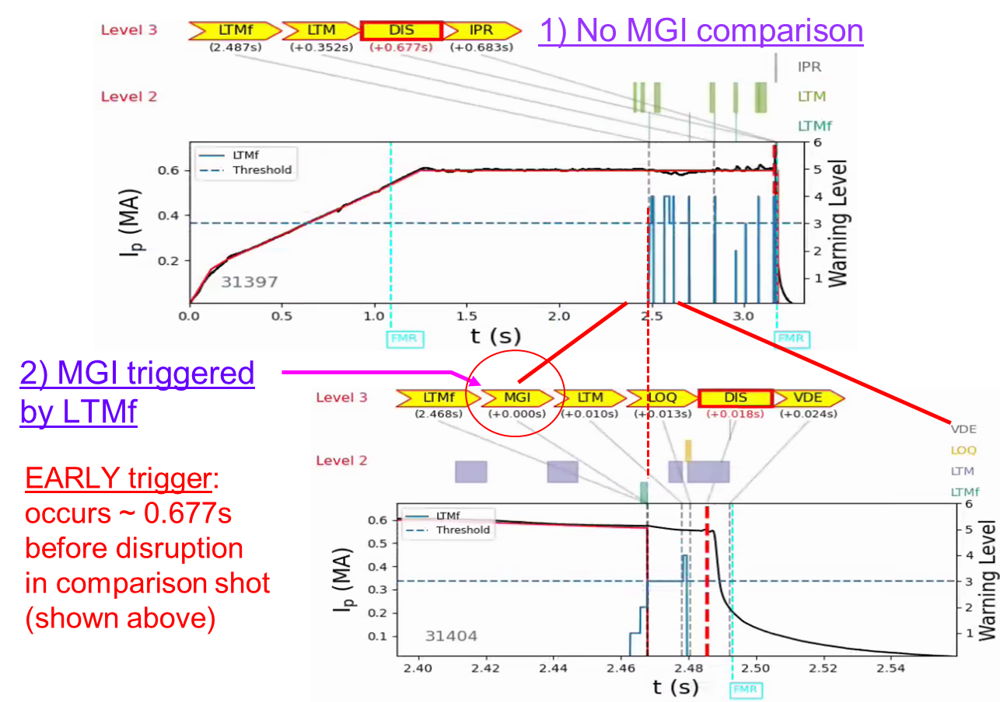 1) No MGI comparison
Level 3
LTMf LTM DIS IPR
(2.487s) (+0.352s) (+0.677s) (+0.683s)
IPR
Level 2
LTM
LTMf
LTMf
Threshold
Ip (MA)
0.6
0.4
0.2
6
5
4
3
2
1
Warning Level
31397
0.0 0.5 1.0 1.5 2.0 2.5 3.0
t (s)
FMR FMR
2) MGI triggered
by LTMf
EARLY trigger:
occurs ~ 0.677s
before disruption
in comparison shot
(shown above)
Level 3
LTMf MGI LTM LOQ DIS VDE
(2.468s) (+0.000s) (+0.010s) (+0.013s) (+0.018s) (+0.024s)
VDE
LOQ
Level 2
LTM
LTMf
LTMf
Threshold
Ip (MA)
0.6
0.5
0.4
0.3
0.2
0.1
6
5
4
3
2
1
Warning Level
31404
2.40 2.42 2.44 2.46 2.48 2.50 2.52 2.54
t (s)
FMR